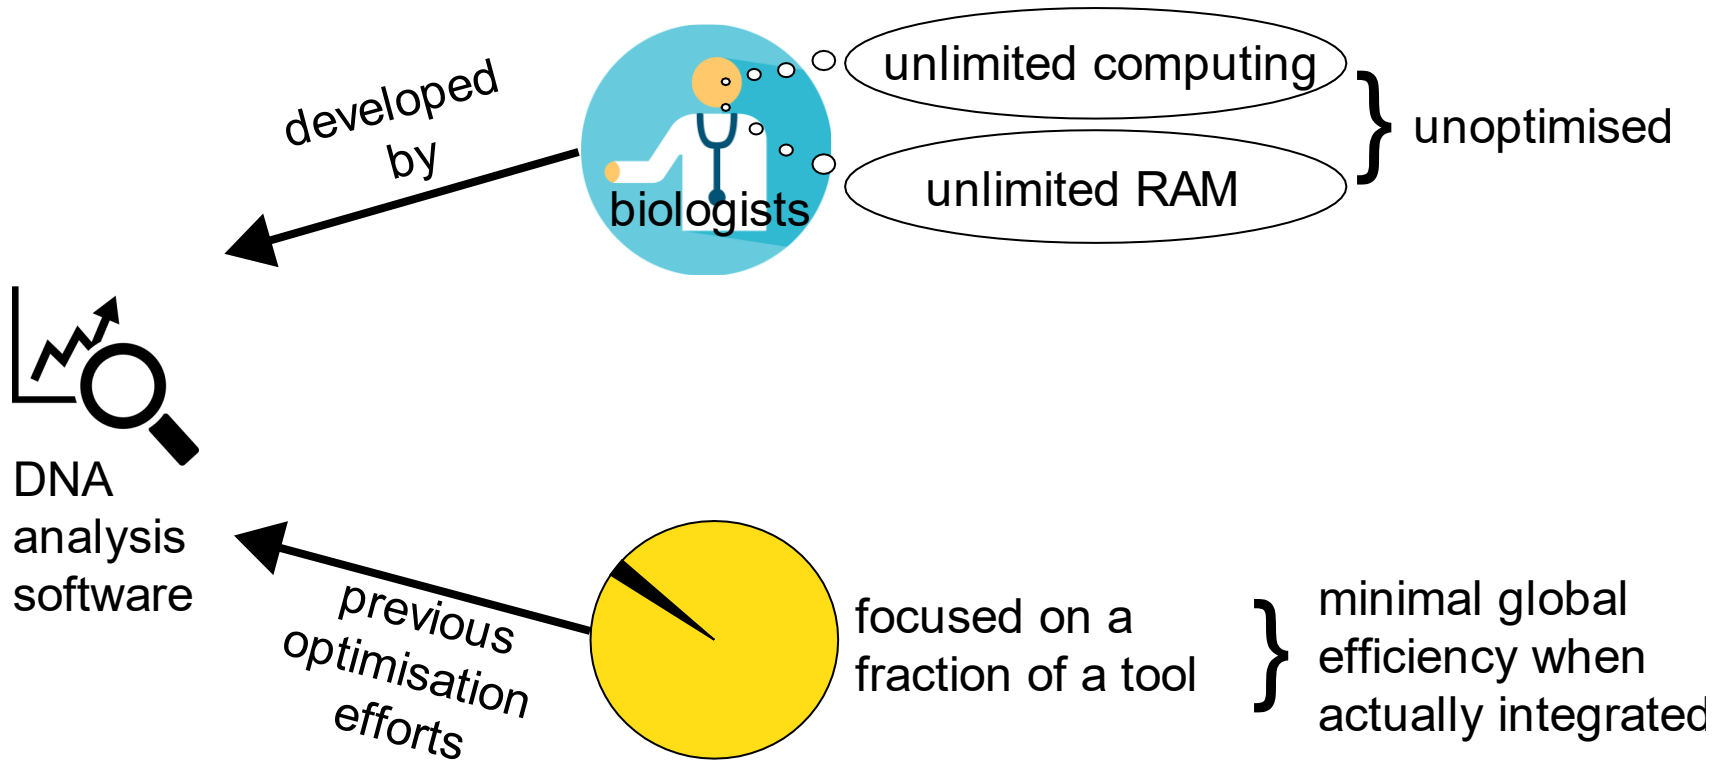 developed
by
biologists
unlimited computing
unlimited RAM
}
unoptimised
DNA
analysis
software
previous
optimisation
efforts
focused on a
fraction of a tool
}
minimal global
efficiency when
actually integrated